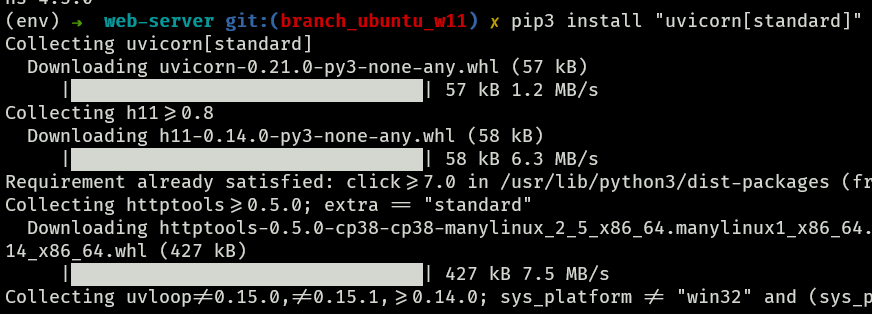 ns 4.5.0
(env) → web-server git:(branch_ubuntu_w11) ✗ pip3 install "uvicorn[standard]"
Collecting uvicorn[standard]
Downloading uvicorn-0.21.0-py3-none-any.whl (57 kB)
|████████████████████████████████| 57 kB 1.2 MB/s
Collecting h11>=0.8
Downloading h11-0.14.0-py3-none-any.whl (58 kB)
|████████████████████████████████| 58 kB 6.3 MB/s
Requirement already satisfied: click>=7.0 in /usr/lib/python3/dist-packages (fr
Collecting httptools>=0.5.0; extra == "standard"
Downloading httptools-0.5.0-cp38-cp38-manylinux_2_5_x86_64.manylinux1_x86_64.
14_x86_64.whl (427 kB)
|████████████████████████████████| 427 kB 7.5 MB/s
Collecting uvloop!=0.15.0,!=0.15.1,>=0.14.0; sys_platform != "win32" and (sys_p